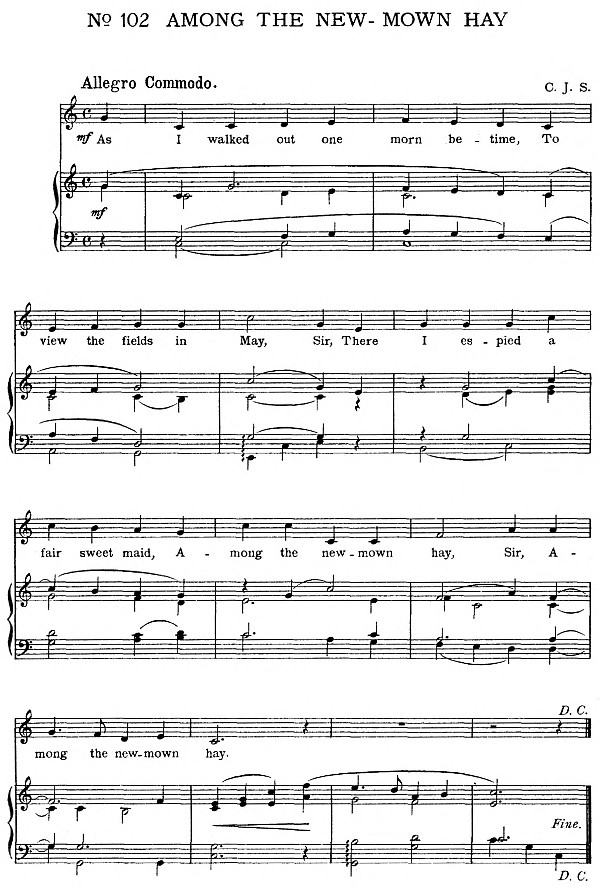 Nº 102 AMONG THE NEW-MOWN HAY
Allegro Commodo.
C. J. S.
mf As I walked out one morn be-time, To
mf
view the fields in May, Sir, There I es-pied a
fair sweet maid, A-mong the new-mown hay, Sir, A-
D. C.
mong the new-mown hay.
Fine.
D. C.